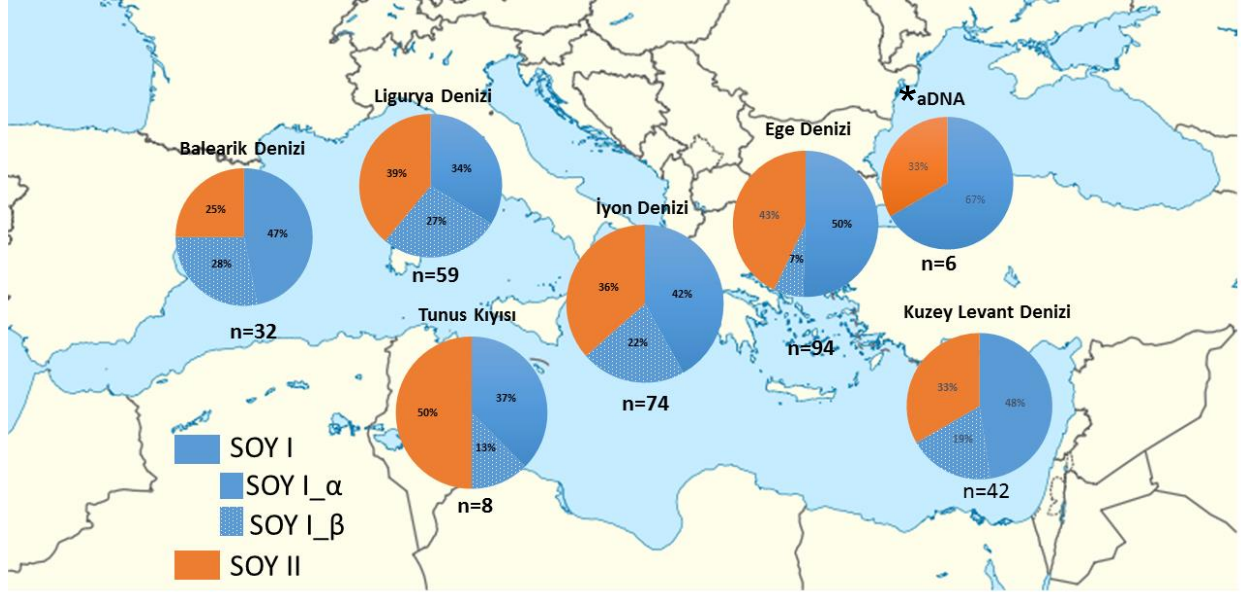 Balearik Denizi
47%
28%
25%
n=32
Ligurya Denizi
34%
27%
39%
n=59
Tunus Kıyısı
37%
13%
50%
n=8
İyon Denizi
42%
22%
36%
n=74
Ege Denizi
50%
7%
43%
n=94
*aDNA
67%
33%
n=6
Kuzey Levant Denizi
48%
19%
33%
n=42
SOY I
SOY I_α
SOY I_β
SOY II